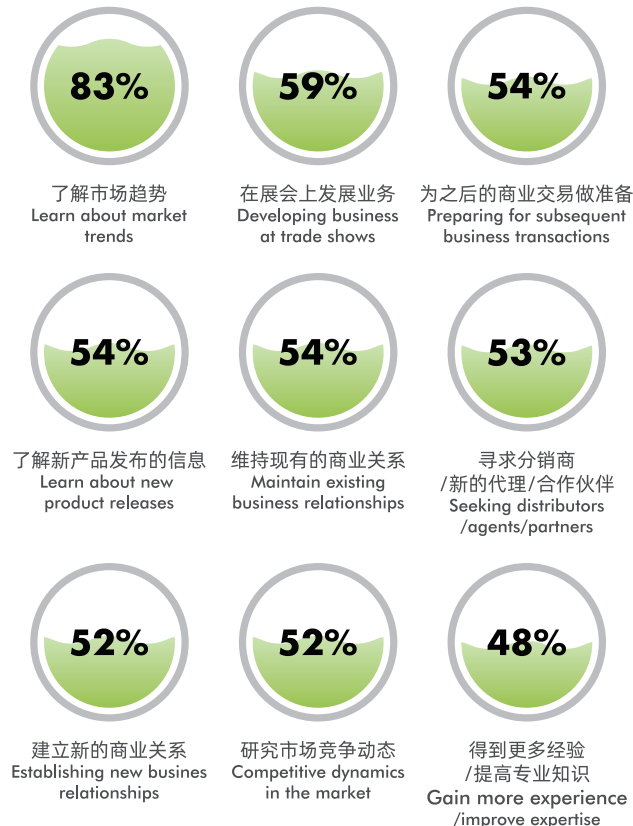 83%
了解市场趋势
Learn about market
trends
59%
在展会上发展业务
Developing business
at trade shows
54%
为之后的商业交易做准备
Preparing for subsequent
business transactions
54%
了解新产品发布的信息
Learn about new
product releases
54%
维持现有的商业关系
Maintain existing
business relationships
53%
寻求分销商
/新的代理/合作伙伴
Seeking distributors
/agents/partners
52%
建立新的商业关系
Establishing new busines
relationships
52%
研究市场竞争动态
Competitive dynamics
in the market
48%
得到更多经验
/提高专业知识
Gain more experience
/improve expertise